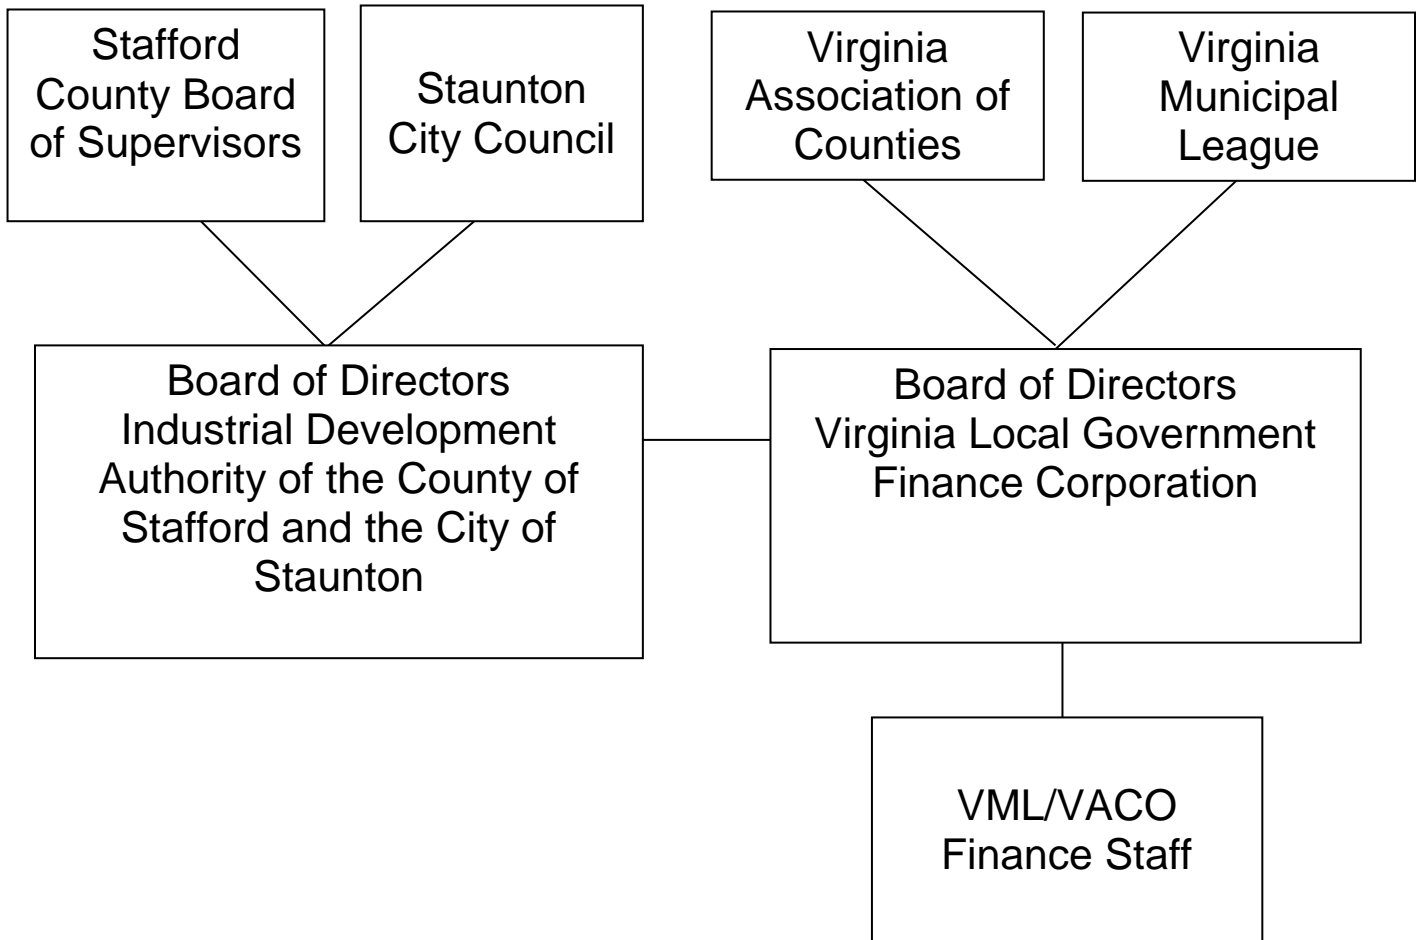 Stafford
County Board
of Supervisors
Staunton
City Council
Virginia
Association of
Counties
Virginia
Municipal
League
Board of Directors
Industrial Development
Authority of the County of
Stafford and the City of
Staunton
Board of Directors
Virginia Local Government
Finance Corporation
VML/VACO
Finance Staff